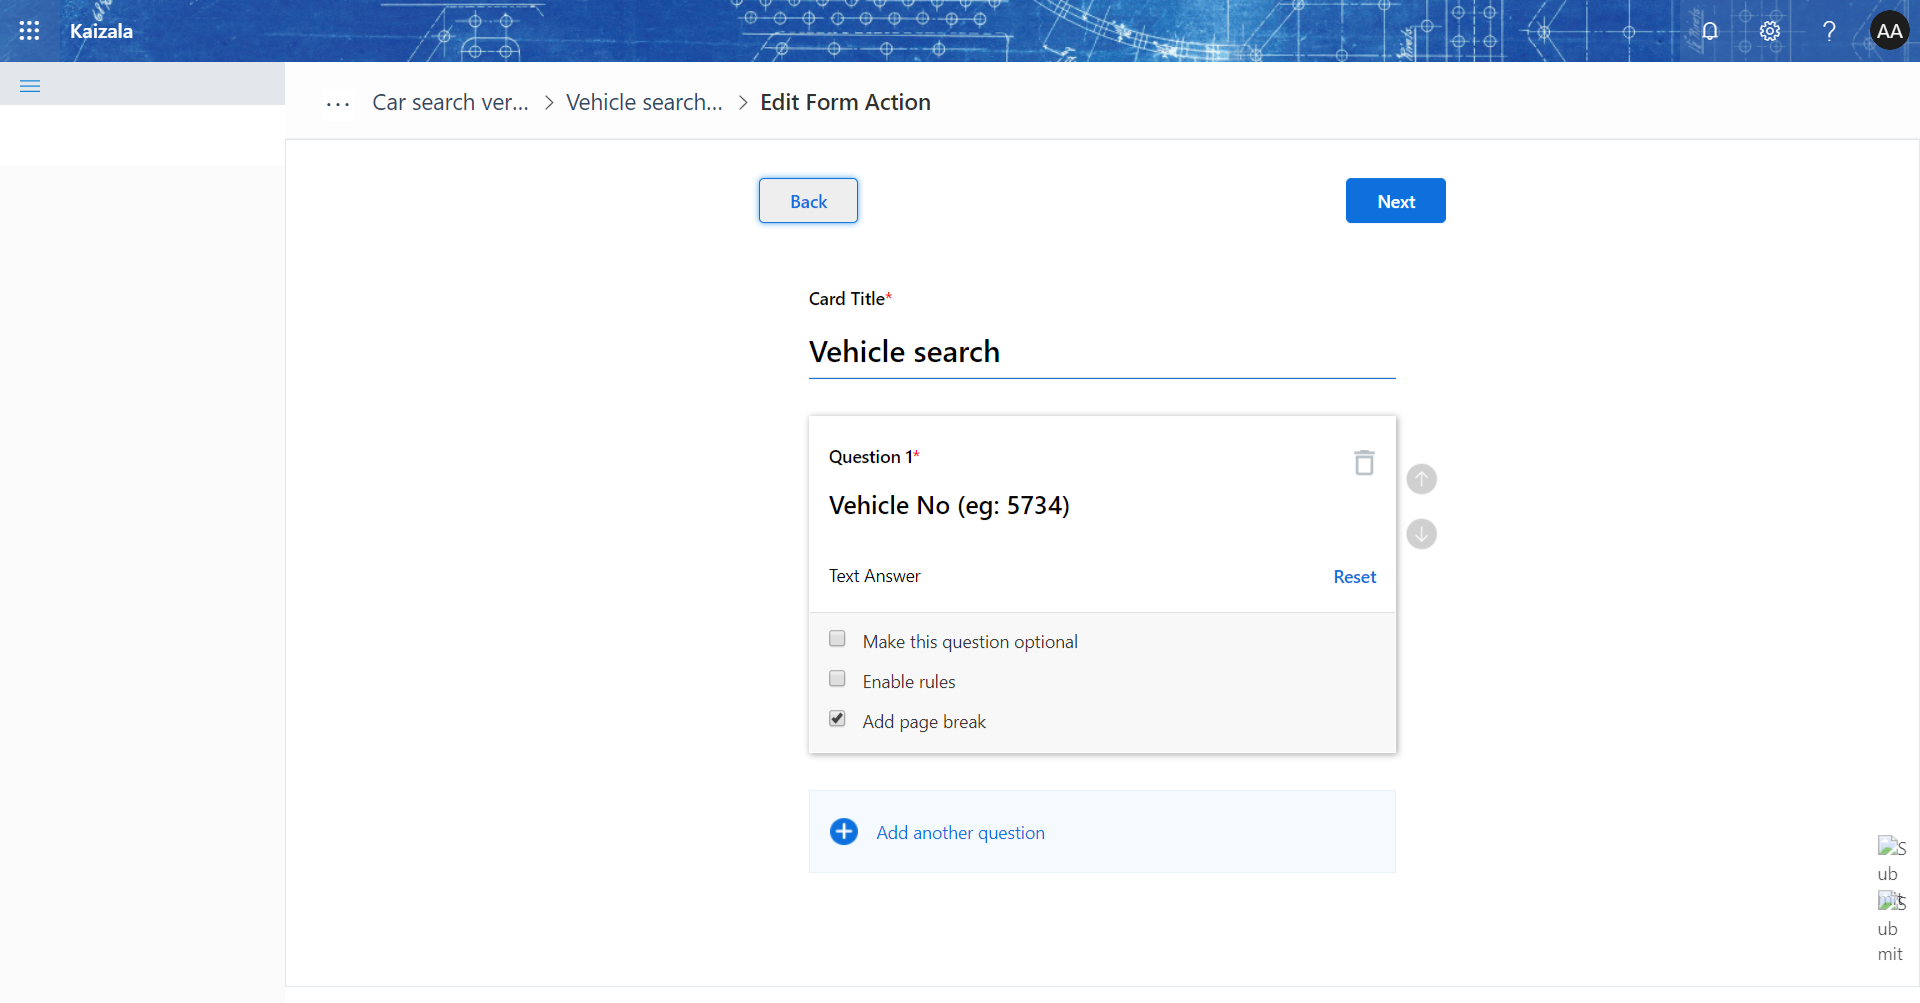 Kaizala
?
AA
... Car search ver... > Vehicle search... > Edit Form Action
Back
Next
Card Title*
Vehicle search
Question 1*
Vehicle No (eg: 5734)
Text Answer
Reset
Make this question optional
Enable rules
Add page break
Add another question
S
ub
mit
S
ub
mit